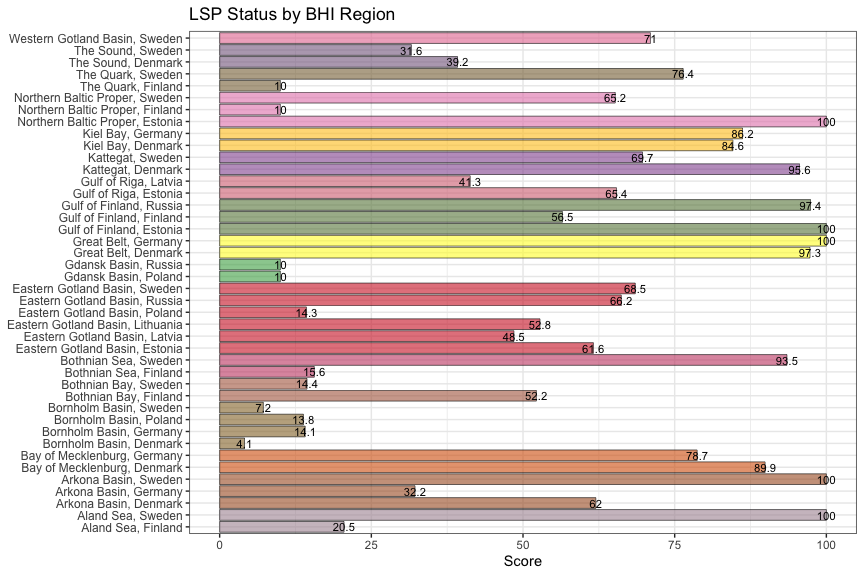 LSP Status by BHI Region
Western Gotland Basin, Sweden 71
The Sound, Sweden 31.6
The Sound, Denmark 39.2
The Quark, Sweden 76.4
The Quark, Finland 10
Northern Baltic Proper, Sweden 65.2
Northern Baltic Proper, Finland 10
Northern Baltic Proper, Estonia 100
Kiel Bay, Germany 86.2
Kiel Bay, Denmark 84.6
Kattegat, Sweden 69.7
Kattegat, Denmark 95.6
Gulf of Riga, Latvia 41.3
Gulf of Riga, Estonia 65.4
Gulf of Finland, Russia 97.4
Gulf of Finland, Finland 56.5
Gulf of Finland, Estonia 100
Great Belt, Germany 100
Great Belt, Denmark 97.3
Gdansk Basin, Russia 10
Gdansk Basin, Poland 10
Eastern Gotland Basin, Sweden 68.5
Eastern Gotland Basin, Russia 66.2
Eastern Gotland Basin, Poland 14.3
Eastern Gotland Basin, Lithuania 52.8
Eastern Gotland Basin, Latvia 48.5
Eastern Gotland Basin, Estonia 61.6
Bothnian Sea, Sweden 93.5
Bothnian Sea, Finland 15.6
Bothnian Bay, Sweden 14.4
Bothnian Bay, Finland 52.2
Bornholm Basin, Sweden 7.2
Bornholm Basin, Poland 13.8
Bornholm Basin, Germany 14.1
Bornholm Basin, Denmark 4.1
Bay of Mecklenburg, Germany 78.7
Bay of Mecklenburg, Denmark 89.9
Arkona Basin, Sweden 100
Arkona Basin, Germany 32.2
Arkona Basin, Denmark 62
Aland Sea, Sweden 100
Aland Sea, Finland 20.5
0 25 50 75 100
Score